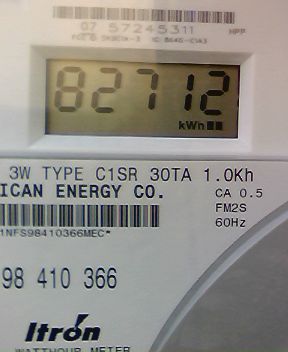 07 57245311 HPP
82712
kWh
3W TYPE C1SR 30TA 1.0Kh
ICAN ENERGY CO.
CA 0.5
FM2S
60Hz
1NFS98410366MEC*
98 410 366
Itron
WATTHOUR METER